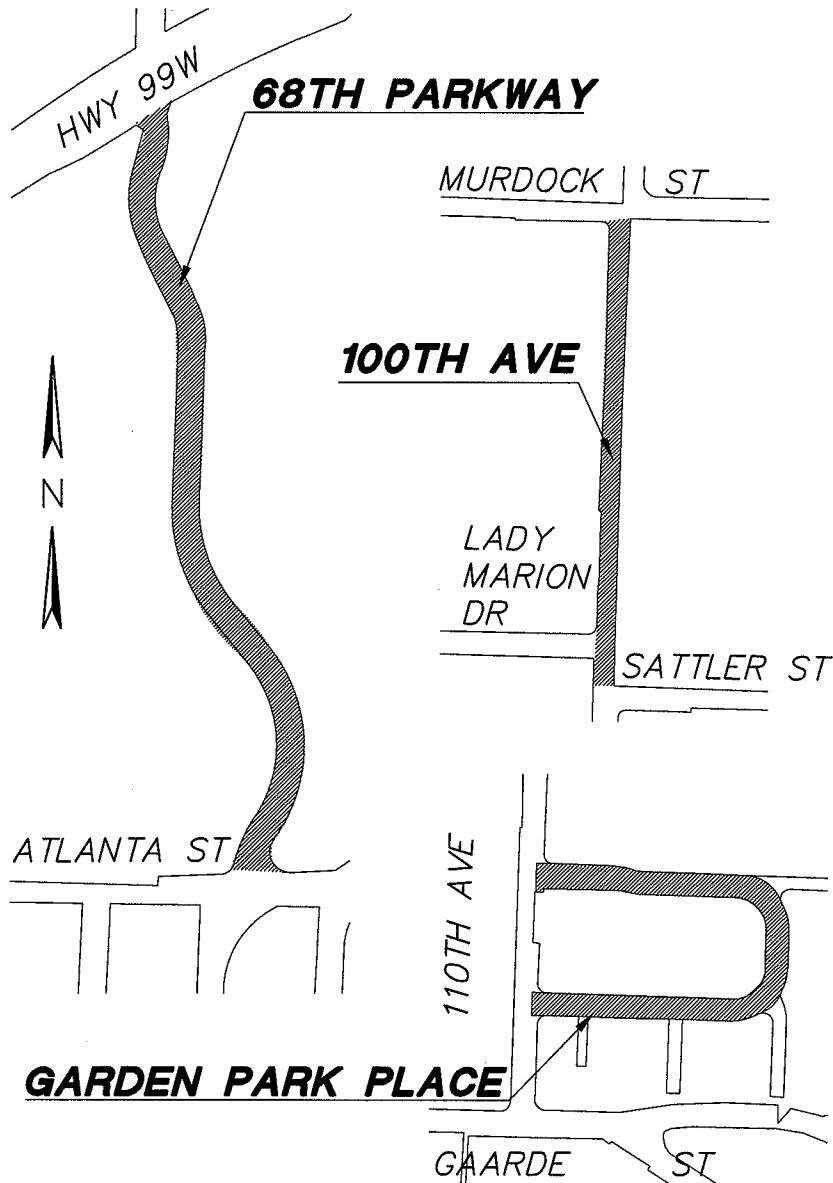 HWY 99W
68TH PARKWAY
MURDOCK ST
100TH AVE
N
LADY
MARION
DR
SATTLER ST
ATLANTA ST
110TH AVE
GARDEN PARK PLACE
GAARDE ST